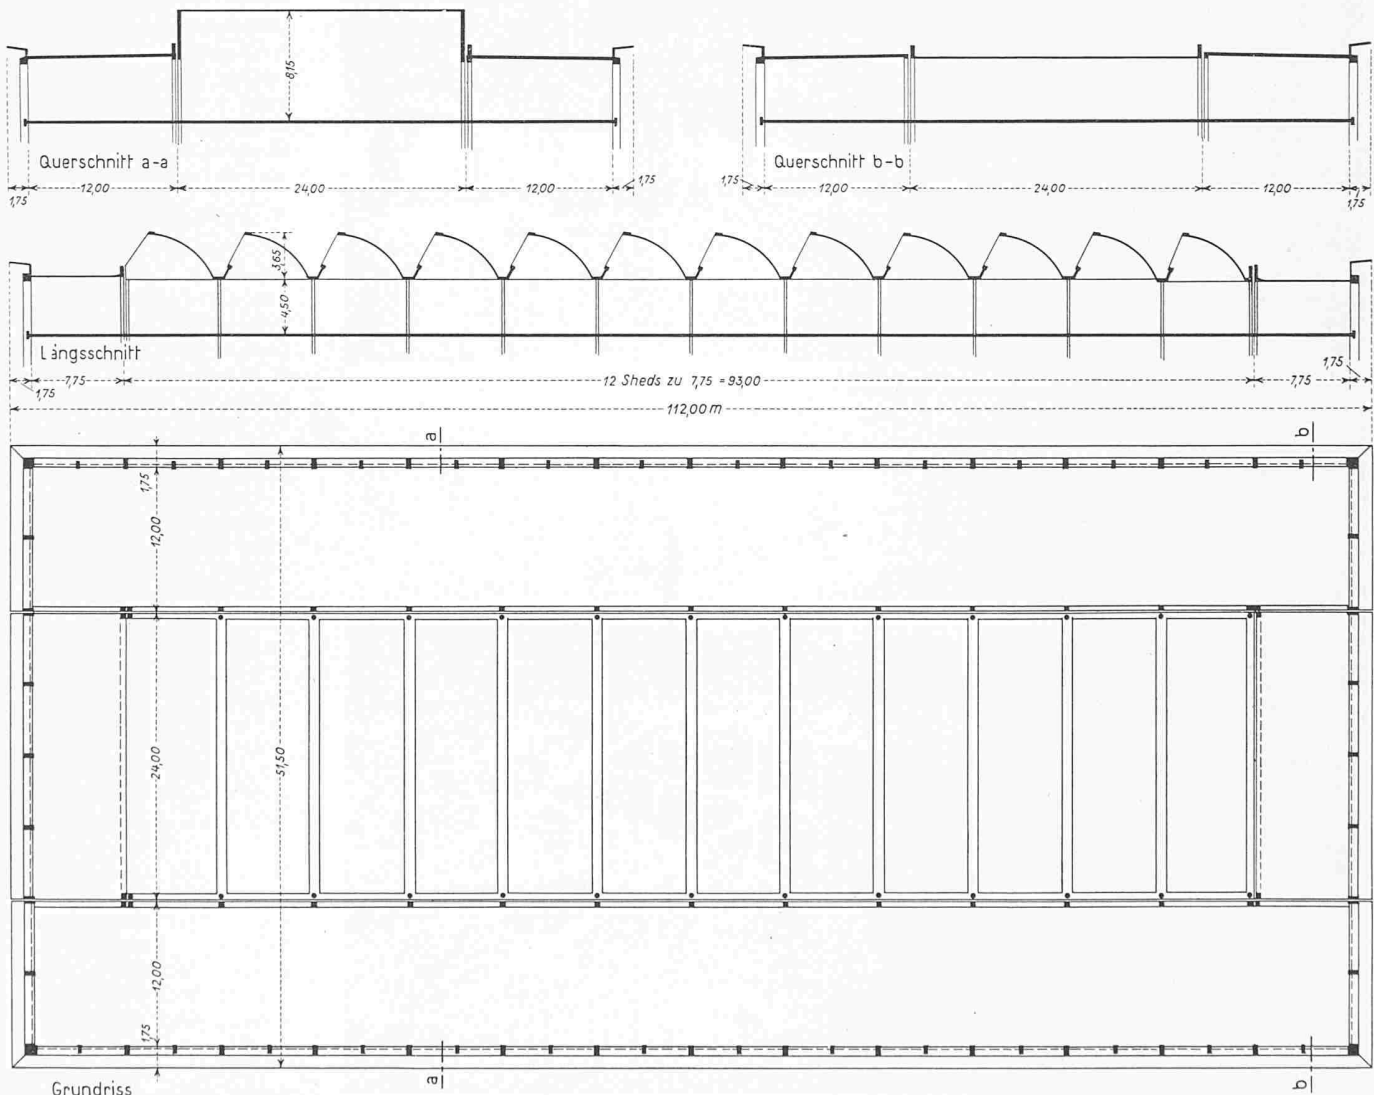 8,15
Querschnitt a-a
Querschnitt b-b
1,75 12,00 24,00 12,00 1,75
1,75 12,00 24,00 12,00 1,75
3,65
4,50
Längsschnitt
1,75 7,75 12 Sheds zu 7,75 = 93,00 7,75 1,75
112,00 m
a b
1,75
12,00
24,00
51,50
12,00
1,75
a b
Grundriss